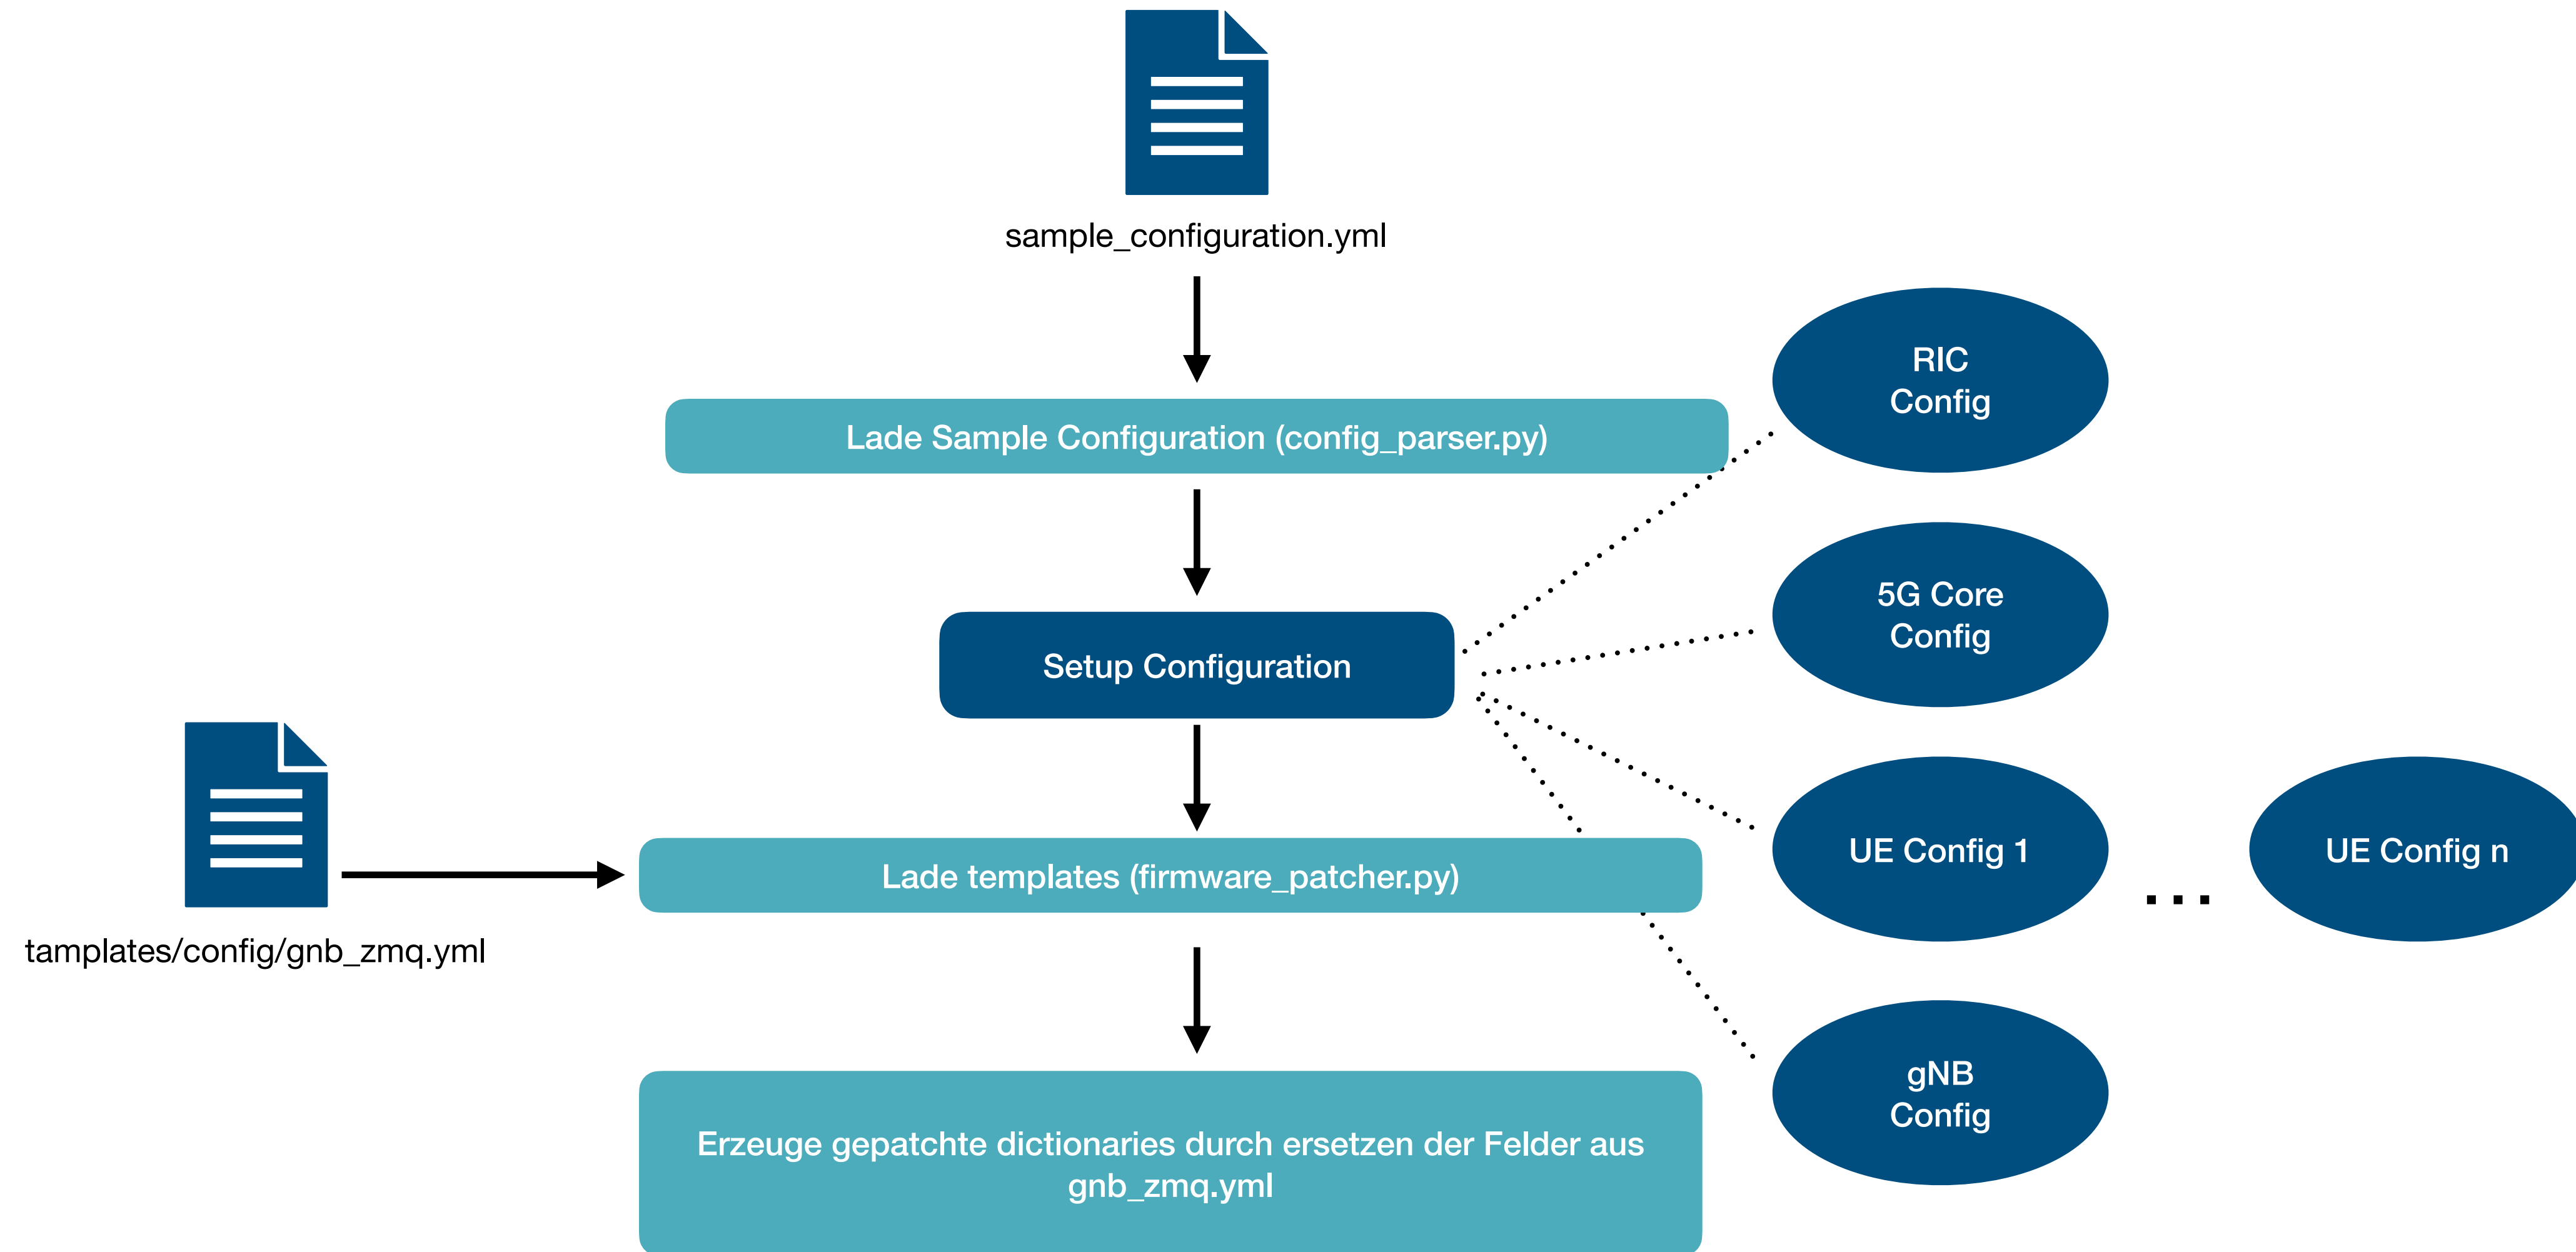 sample_configuration.yml
RIC
Config
Lade Sample Configuration (config_parser.py)
5G Core
Config
Setup Configuration
UE Config 1
...
UE Config n
Lade templates (firmware_patcher.py)
tamplates/config/gnb_zmq.yml
gNB
Config
Erzeuge gepatchte dictionaries durch ersetzen der Felder aus
gnb_zmq.yml